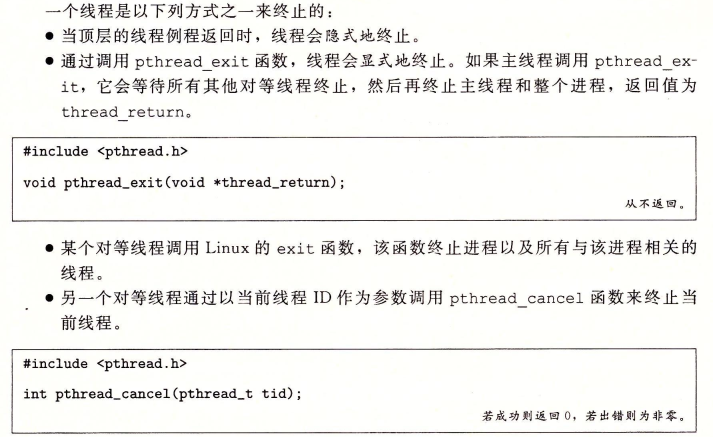 一个线程是以下列方式之一来终止的：
● 当顶层的线程例程返回时，线程会隐式地终止。
● 通过调用 pthread_exit 函数，线程会显式地终止。如果主线程调用 pthread_ex-
it，它会等待所有其他对等线程终止，然后再终止主线程和整个进程，返回值为
thread_return。
#include <pthread.h>
void pthread_exit(void *thread_return);
从不返回。
● 某个对等线程调用 Linux 的 exit 函数，该函数终止进程以及所有与该进程相关的
线程。
● 另一个对等线程通过以当前线程 ID 作为参数调用 pthread_cancel 函数来终止当
前线程。
#include <pthread.h>
int pthread_cancel(pthread_t tid);
若成功则返回 0，若出错则为非零。